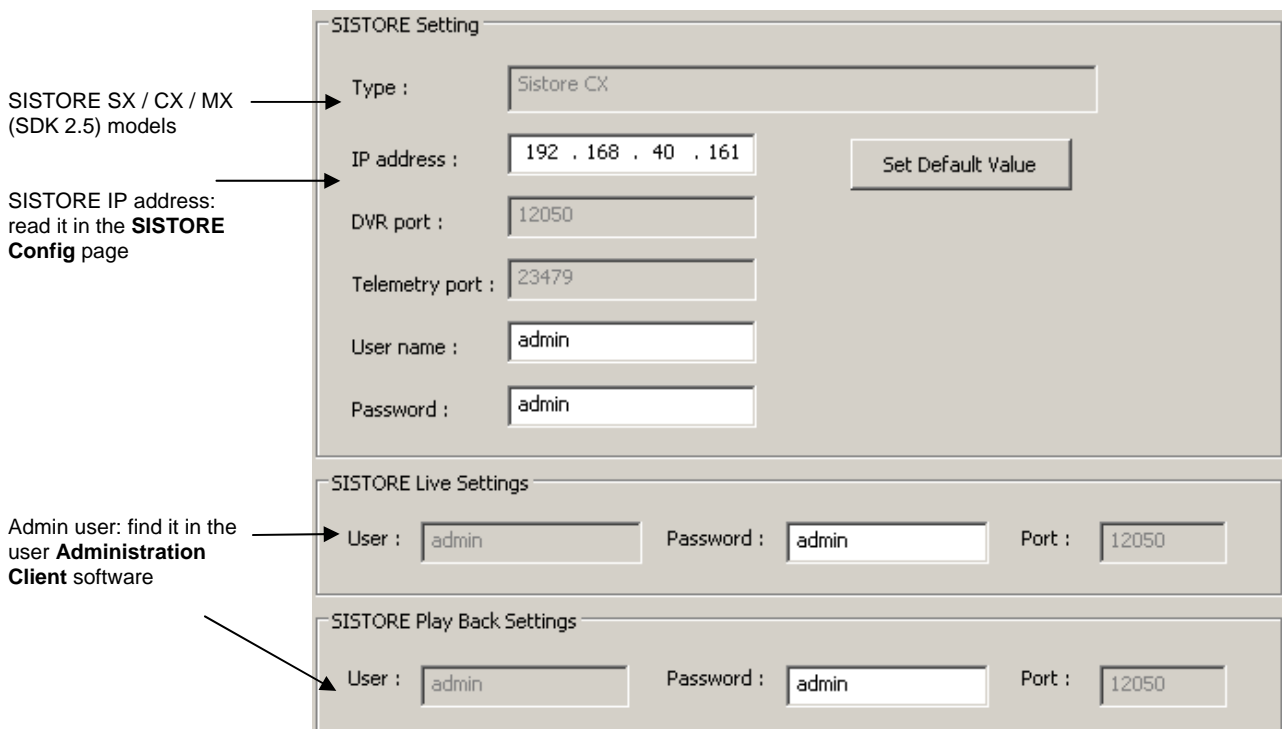 SISTORE Setting
SISTORE SX / CX / MX
(SDK 2.5) models
Type : Sistore CX
IP address : 192 . 168 . 40 . 161 Set Default Value
SISTORE IP address:
read it in the SISTORE
Config page
DVR port : 12050
Telemetry port : 23479
User name : admin
Password : admin
SISTORE Live Settings
Admin user: find it in the
user Administration
Client software
User : admin Password : admin Port : 12050
SISTORE Play Back Settings
User : admin Password : admin Port : 12050